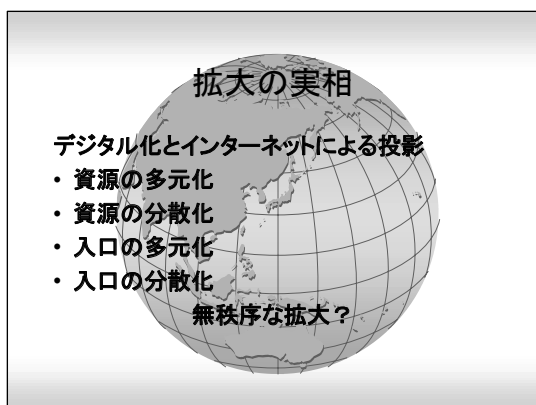 拡大の実相
デジタル化とインターネットによる投影
• 資源の多元化
• 資源の分散化
• 入口の多元化
• 入口の分散化
無秩序な拡大？